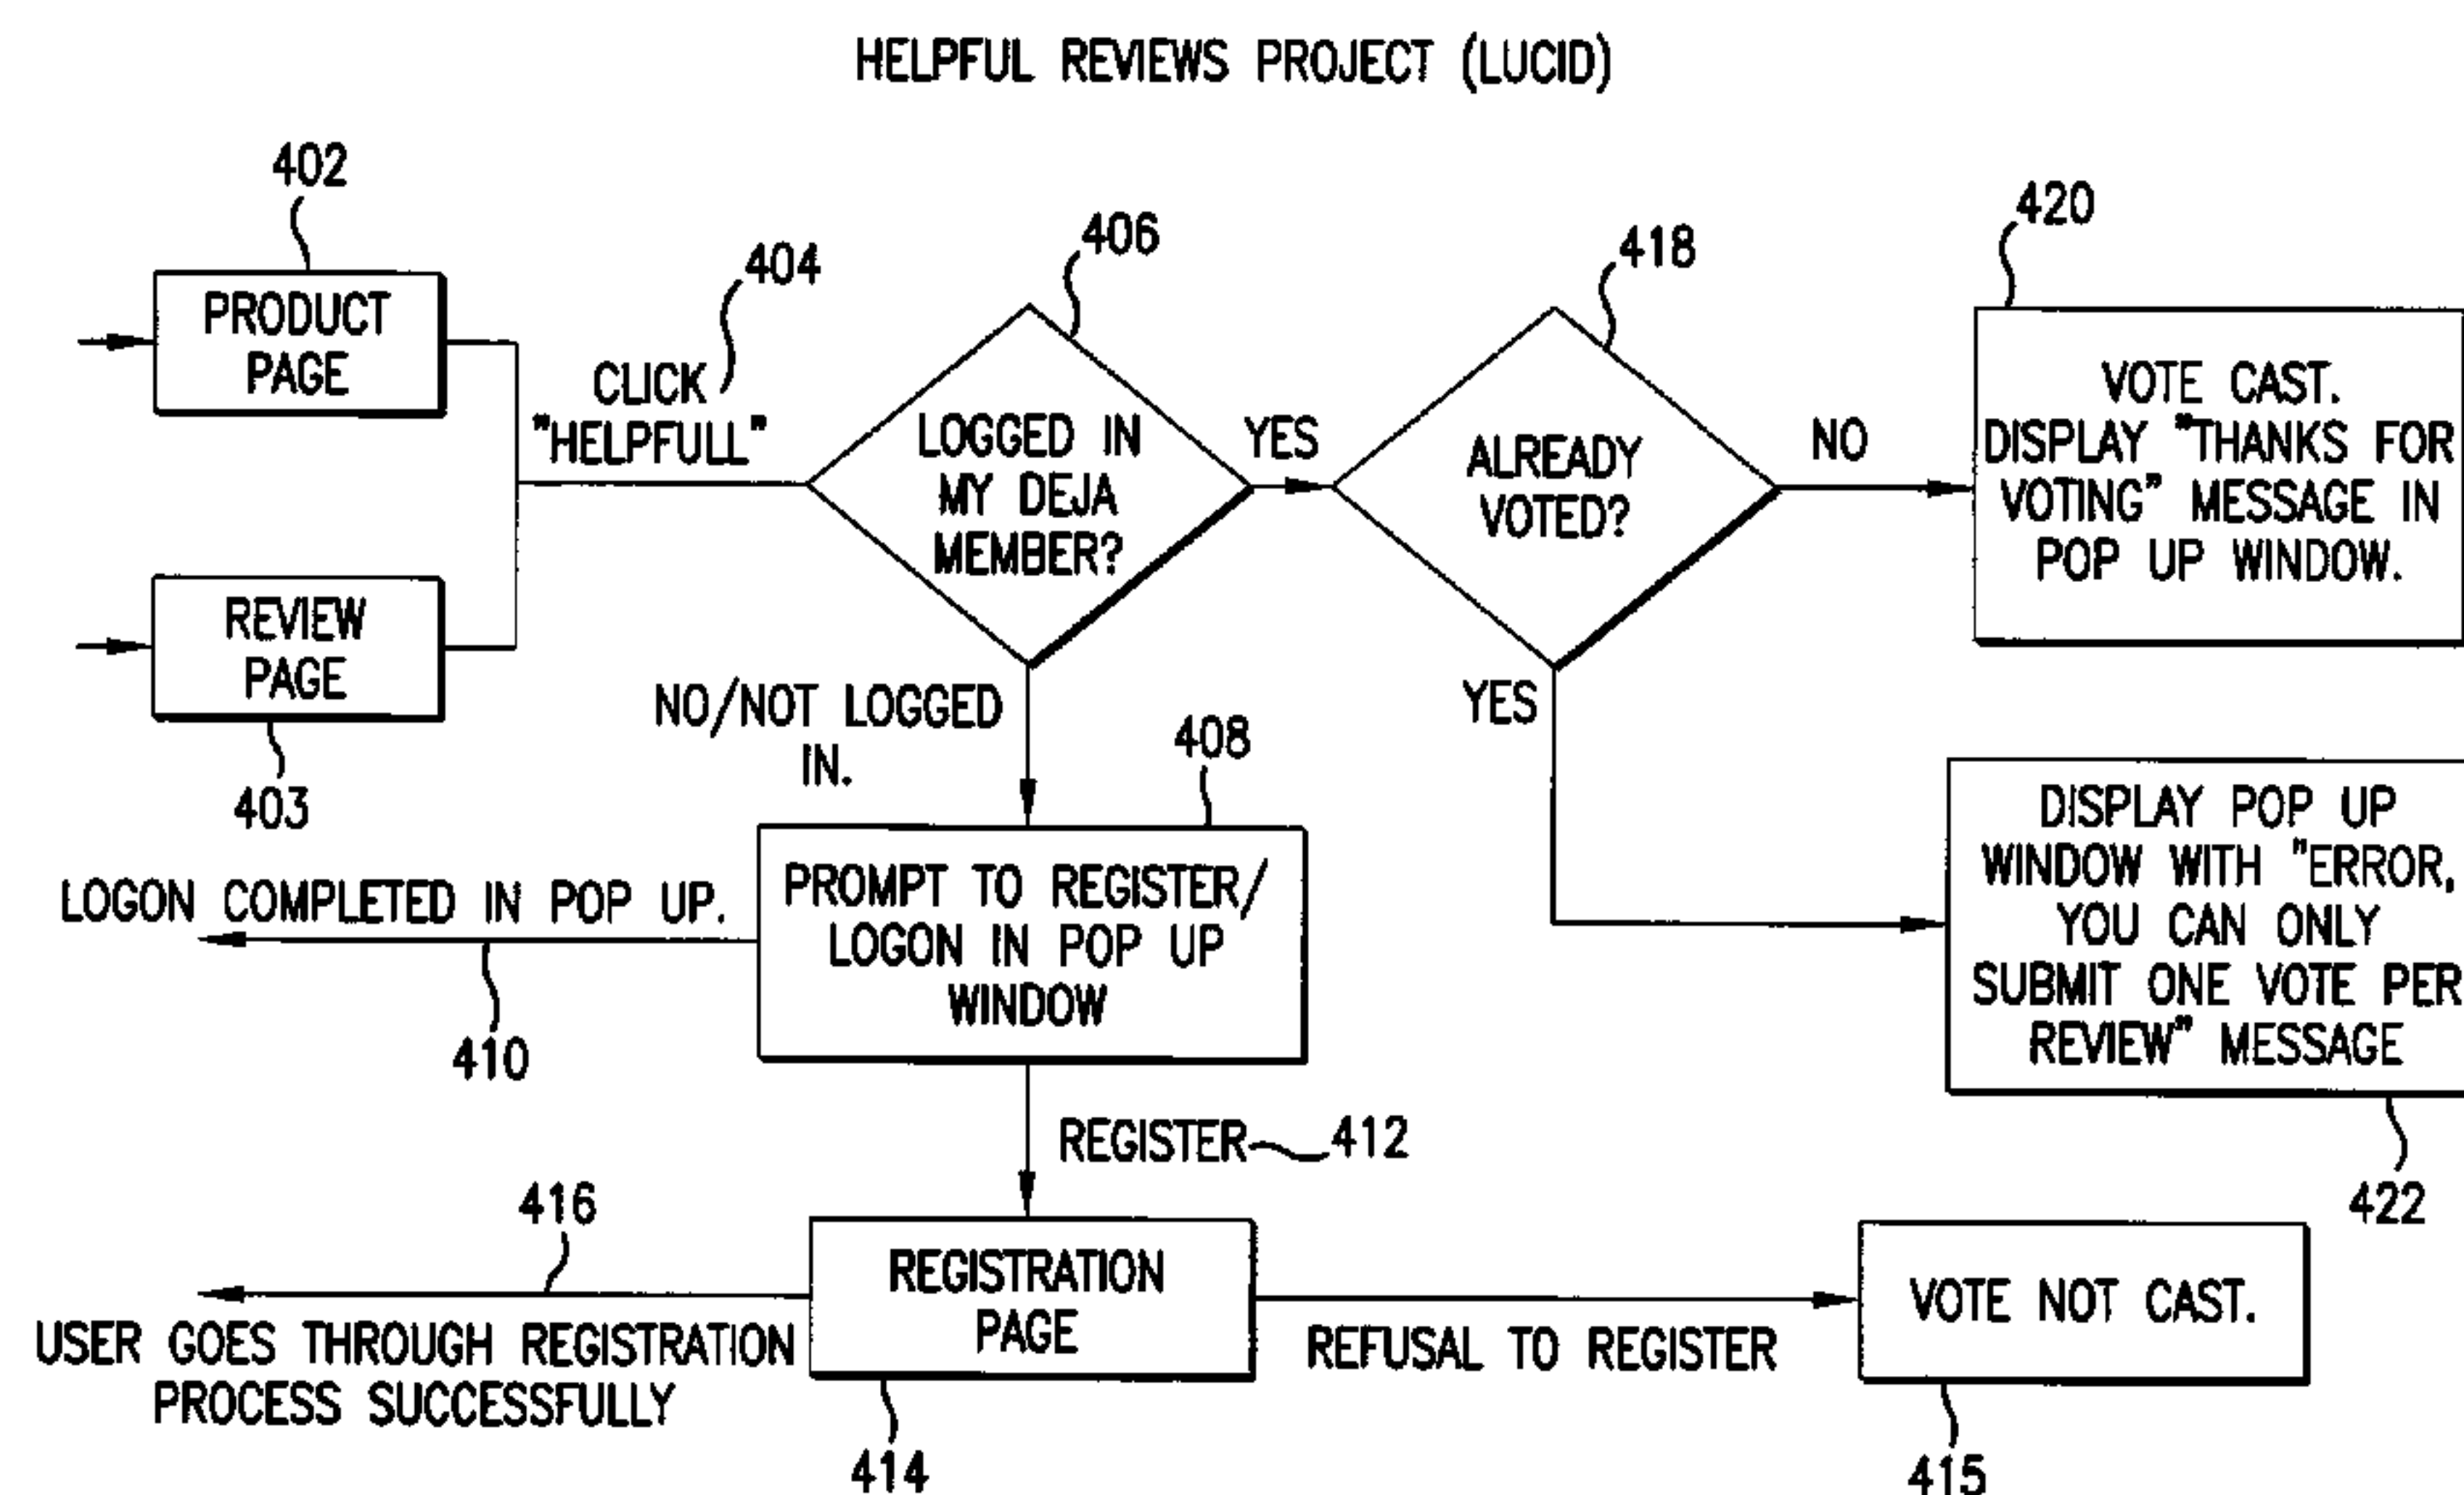 HELPFUL REVIEWS PROJECT (LUCID)
402
PRODUCT
PAGE
REVIEW
PAGE
403
404
CLICK
"HELPFULL"
406
LOGGED IN
MY DEJA
MEMBER?
YES
418
ALREADY
VOTED?
NO
420
VOTE CAST.
DISPLAY "THANKS FOR
VOTING" MESSAGE IN
POP UP WINDOW.
YES
DISPLAY POP UP
WINDOW WITH "ERROR,
YOU CAN ONLY
SUBMIT ONE VOTE PER
REVIEW" MESSAGE
422
NO/NOT LOGGED
IN.
408
PROMPT TO REGISTER/
LOGON IN POP UP
WINDOW
LOGON COMPLETED IN POP UP.
410
REGISTER
412
REGISTRATION
PAGE
414
416
USER GOES THROUGH REGISTRATION
PROCESS SUCCESSFULLY
REFUSAL TO REGISTER
VOTE NOT CAST.
415